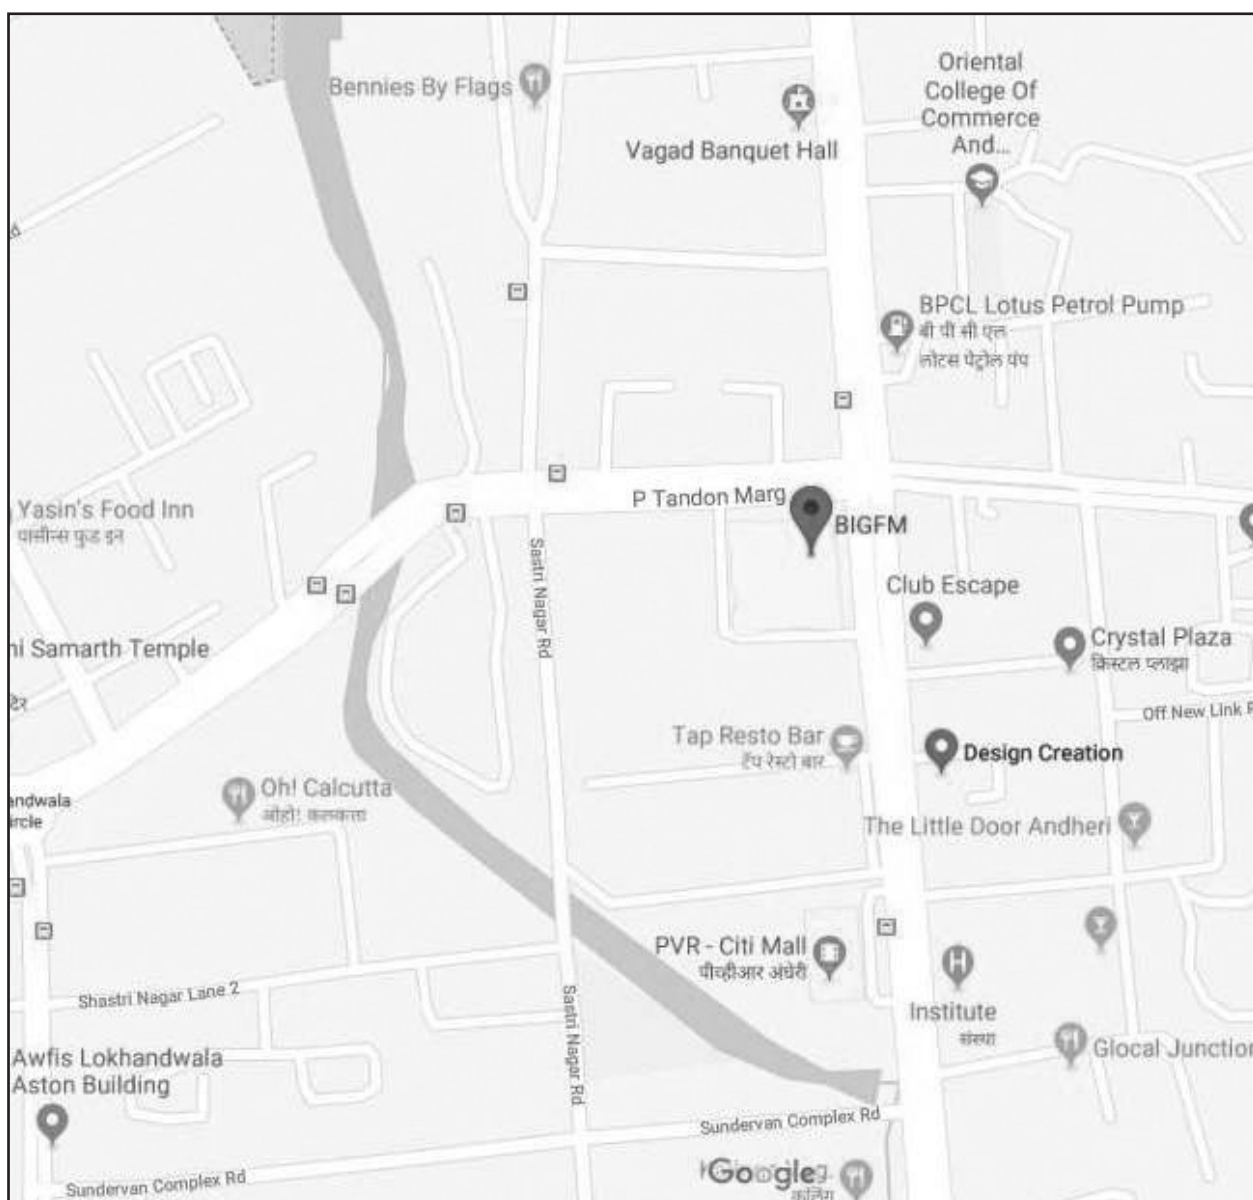 Bennies By Flags
Vagad Banquet Hall
Oriental
College Of
Commerce
And...
BPCL Lotus Petrol Pump
बी पी सी एल
लोटस पेट्रोल पंप
P Tandon Marg
BIGFM
Yasin's Food Inn
यासीन्स फुड इन
Sastri Nagar Rd
Club Escape
Samarth Temple
Crystal Plaza
क्रिस्टल प्लाझा
Off New Link
Tap Resto Bar
टॅप रेस्टो बार
Design Creation
Oh! Calcutta
ओहो! कलकत्ता
The Little Door Andheri
PVR - Citi Mall
पीव्हीआर अंधेरी
Shastri Nagar Lane 2
Sastri Nagar Rd
Institute
संस्था
Glocal Junction
Awfis Lokhandwala
Aston Building
Sundervan Complex Rd
Google
Sundervan Complex Rd